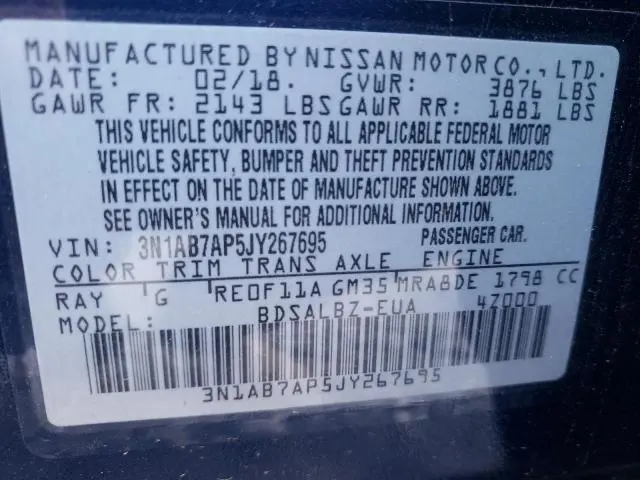 MANUFACTURED BY NISSAN MOTOR CO., LTD.
DATE: 02/18. GVWR: 3876 LBS
GAWR FR: 2143 LBS GAWR RR: 1881 LBS
THIS VEHICLE CONFORMS TO ALL APPLICABLE FEDERAL MOTOR
VEHICLE SAFETY, BUMPER AND THEFT PREVENTION STANDARDS
IN EFFECT ON THE DATE OF MANUFACTURE SHOWN ABOVE.
SEE OWNER'S MANUAL FOR ADDITIONAL INFORMATION.
VIN: 3N1AB7AP5JY267695 PASSENGER CAR.
COLOR TRIM TRANS AXLE ENGINE
RAY G RE0F11A GM35 MRA8DE 1798 CC
MODEL: BDSALBZ-EUA 4Z000
3N1AB7AP5JY267695